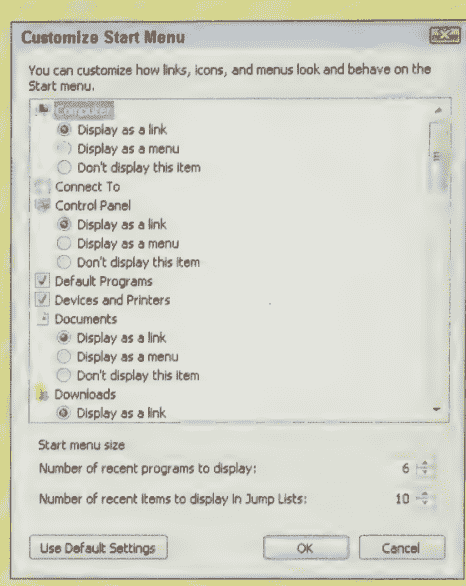 Customize Start Menu
You can customize how links, icons, and menus look and behave on the
Start menu.
Display as a link
Display as a menu
Don't display this item
Connect To
Control Panel
Display as a link
Display as a menu
Don't display this item
Default Programs
Devices and Printers
Documents
Display as a link
Display as a menu
Don't display this item
Downloads
Display as a link
Start menu size
Number of recent programs to display: 6
Number of recent items to display in Jump Lists: 10
Use Default Settings OK Cancel